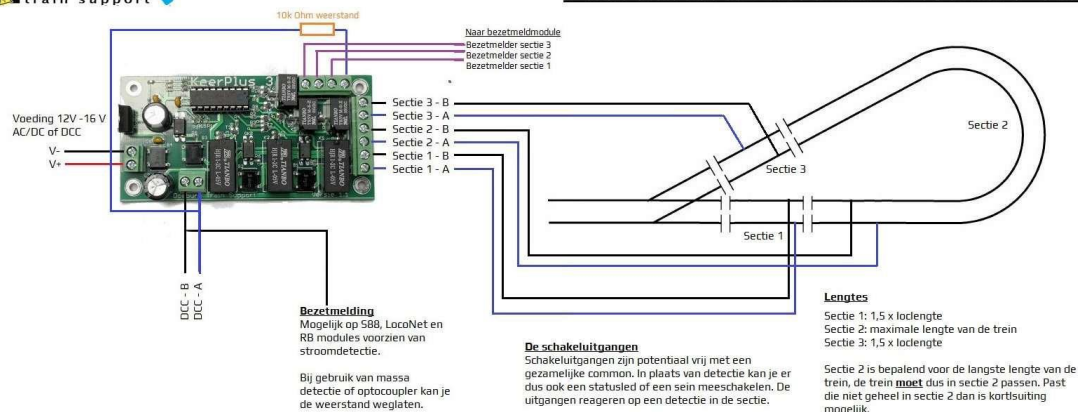 train support
10k Ohm weerstand
Naar bezetmeldmodule
Bezetmelder sectie 3
Bezetmelder sectie 2
Bezetmelder sectie 1
KeerPlus 3
Voeding 12V -16 V
AC/DC of DCC
V-
V+
Sectie 3 - B
Sectie 3 - A
Sectie 2 - B
Sectie 2 - A
Sectie 1 - B
Sectie 1 - A
TIANBO
TIANBO
TIANBO
Sectie 2
Sectie 3
Sectie 1
DCC - B
DCC - A
Bezetmelding
Mogelijk op S88, LocoNet en
RB modules voorzien van
stroomdetectie.
Bij gebruik van massa
detectie of optocoupler kan je
de weerstand weglaten.
De schakeluitgangen
Schakeluitgangen zijn potentiaal vrij met een
gezamelijke common. In plaats van detectie kan je er
dus ook een statusled of een sein meeschakelen. De
uitgangen reageren op een detectie in de sectie.
Lengtes
Sectie 1: 1,5 x loclengte
Sectie 2: maximale lengte van de trein
Sectie 3: 1,5 x loclengte
Sectie 2 is bepalend voor de langste lengte van de
trein, de trein moet dus in sectie 2 passen. Past
die niet geheel in sectie 2 dan is kortlsuiting
mogelijk.